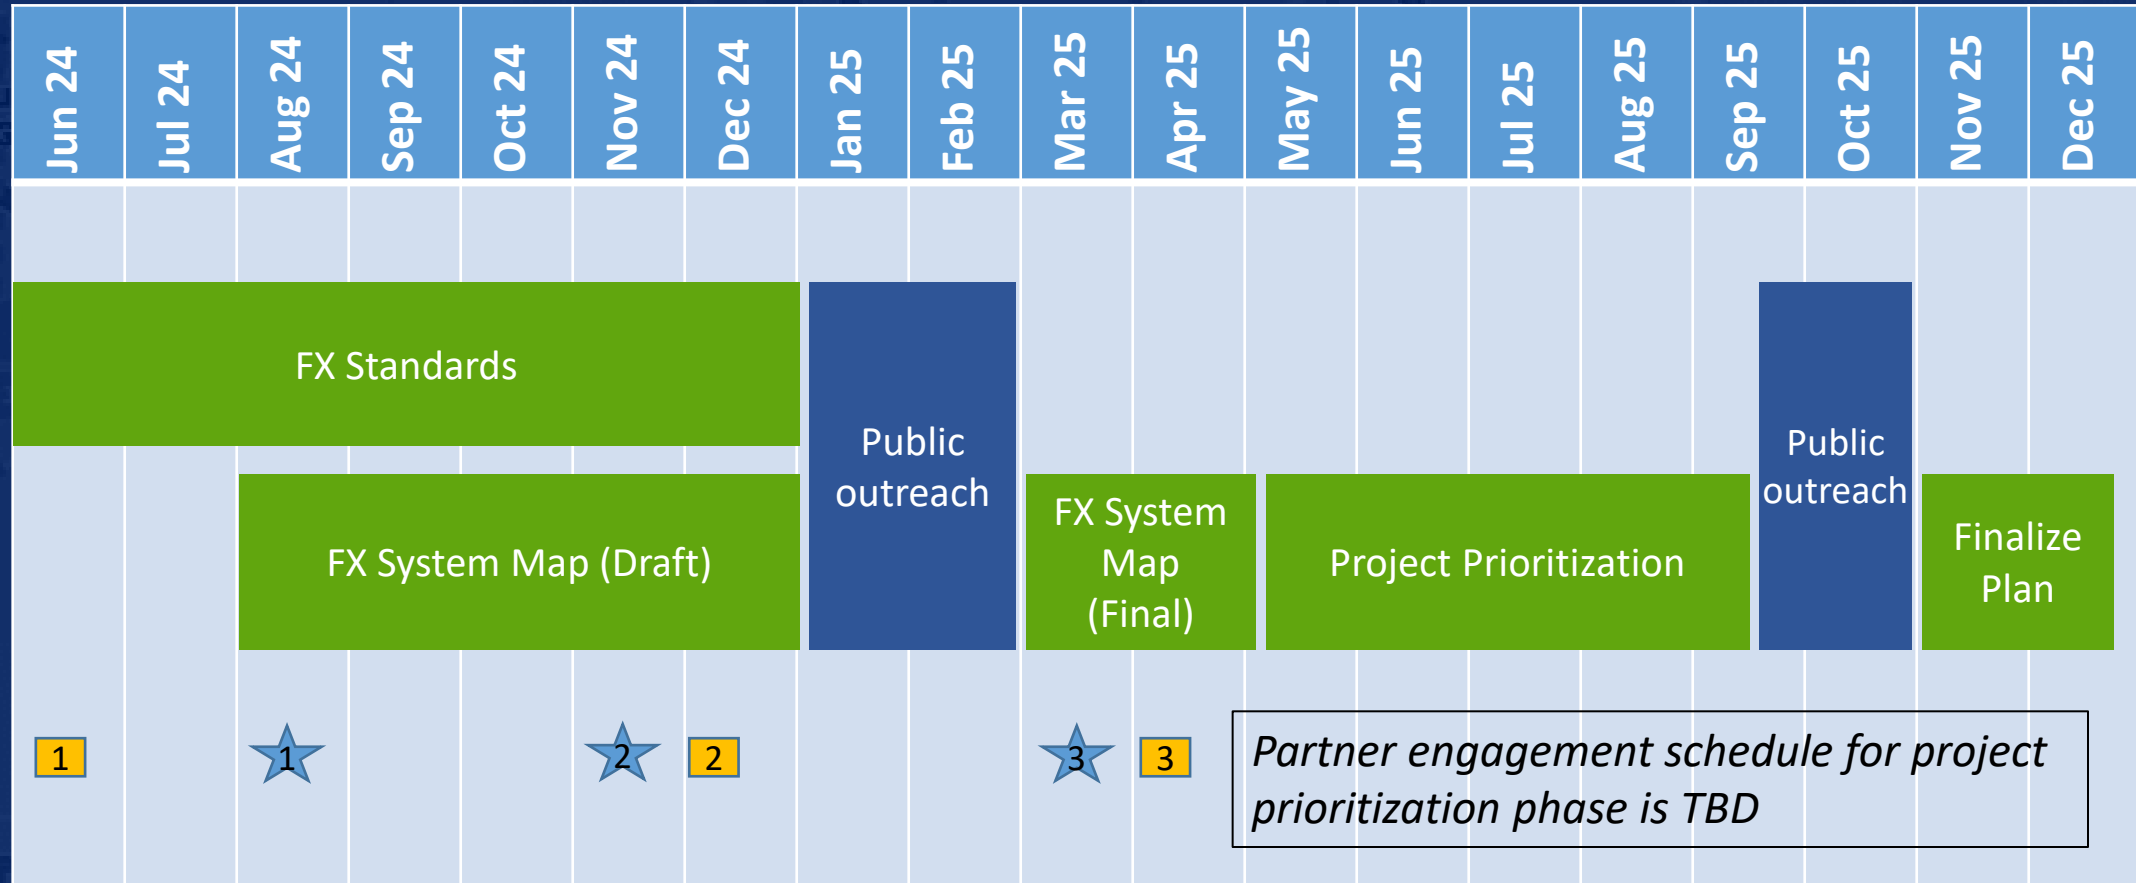 Jun 24
Jul 24
Aug 24
Sep 24
Oct 24
Nov 24
Dec 24
Jan 25
Feb 25
Mar 25
Apr 25
May 25
Jun 25
Jul 25
Aug 25
Sep 25
Oct 25
Nov 25
Dec 25
FX Standards
FX System Map (Draft)
Public
outreach
FX System
Map
(Final)
Project Prioritization
Public
outreach
Finalize
Plan
1
1
2
2
3
3
Partner engagement schedule for project
prioritization phase is TBD